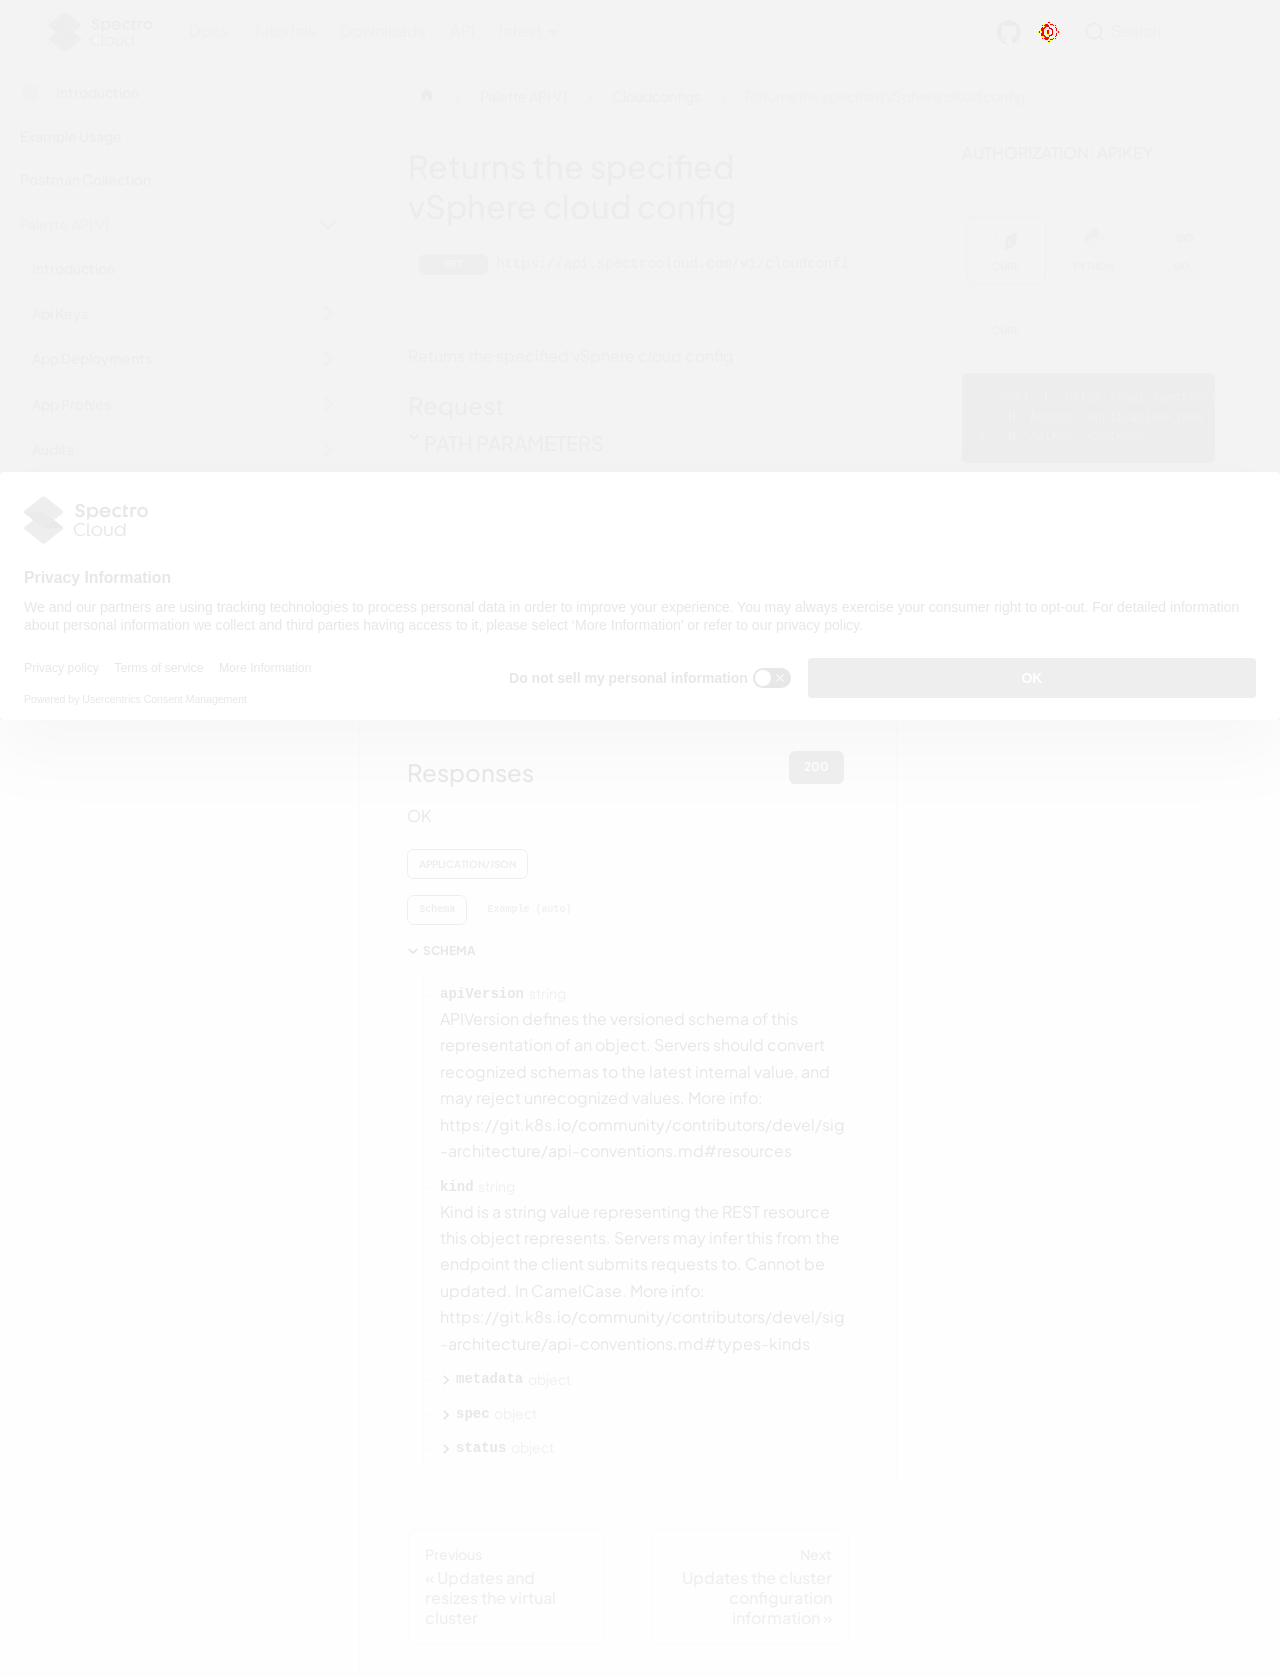 Spectro
Cloud
Docs Tutorials Downloads API latest
Search
Introduction
Example Usage
Postman Collection
Palette API V1
Introduction
Api Keys
App Deployments
App Profiles
Audits
Palette API V1
Cloudconfigs
Returns the specified vSphere cloud config
Returns the specified
vSphere cloud config
GET https://api.spectrocloud.com/v1/cloudconfi
Returns the specified vSphere cloud config
Request
PATH PARAMETERS
AUTHORIZATION: APIKEY
CURL PYTHON GO
CURL
Spectro
Cloud
Privacy Information
We and our partners are using tracking technologies to process personal data in order to improve your experience. You may always exercise your consumer right to opt-out. For detailed information
about personal information we collect and third parties having access to it, please select 'More Information' or refer to our privacy policy.
Privacy policy Terms of service More Information
Powered by Usercentrics Consent Management
Do not sell my personal information
OK
Responses
200
OK
APPLICATION/JSON
Schema Example (auto)
SCHEMA
apiVersion string
APIVersion defines the versioned schema of this
representation of an object. Servers should convert
recognized schemas to the latest internal value, and
may reject unrecognized values. More info:
https://git.k8s.io/community/contributors/devel/sig
-architecture/api-conventions.md#resources
kind string
Kind is a string value representing the REST resource
this object represents. Servers may infer this from the
endpoint the client submits requests to. Cannot be
updated. In CamelCase. More info:
https://git.k8s.io/community/contributors/devel/sig
-architecture/api-conventions.md#types-kinds
metadata object
spec object
status object
Previous
« Updates and
resizes the virtual
cluster
Next
Updates the cluster
configuration
information »